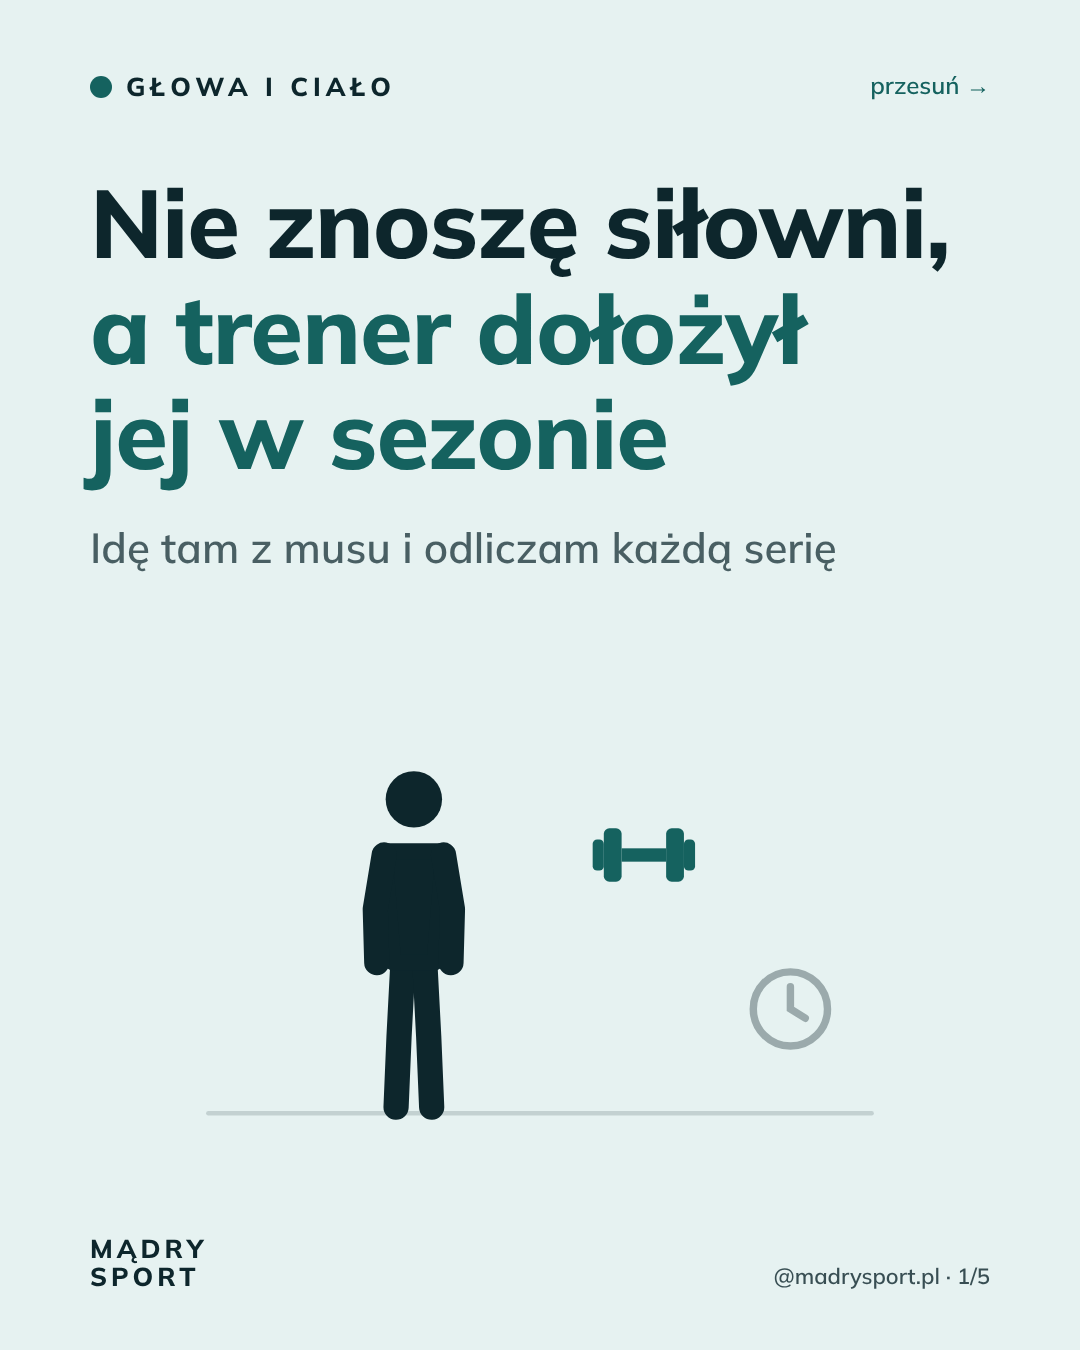 GŁOWA I CIAŁO
przesuń →
Nie znoszę siłowni,
a trener dołożył
jej w sezonie
Idę tam z musu i odliczam każdą serię
MĄDRY
SPORT
@madrysport.pl · 1/5